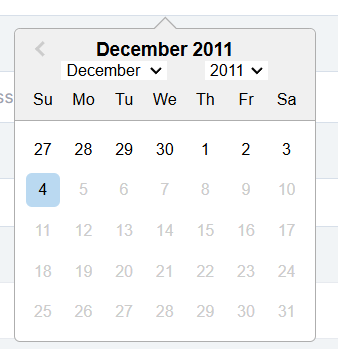 December 2011
December 2011
Su Mo Tu We Th Fr Sa
27 28 29 30 1 2 3
4 5 6 7 8 9 10
11 12 13 14 15 16 17
18 19 20 21 22 23 24
25 26 27 28 29 30 31